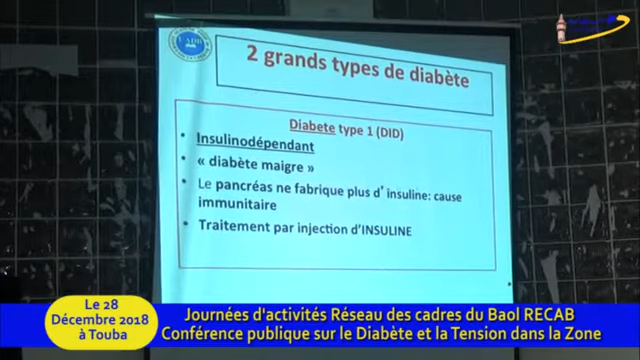 2 grands types de diabète
Diabete type 1 (DID)
• Insulinodépendant
• « diabète maigre »
• Le pancréas ne fabrique plus d’ insuline: cause
immunitaire
• Traitement par injection d’INSULINE
Le 28
Décembre 2018
à Touba
Journées d'activités Réseau des cadres du Baol RECAB
Conférence publique sur le Diabète et la Tension dans la Zone